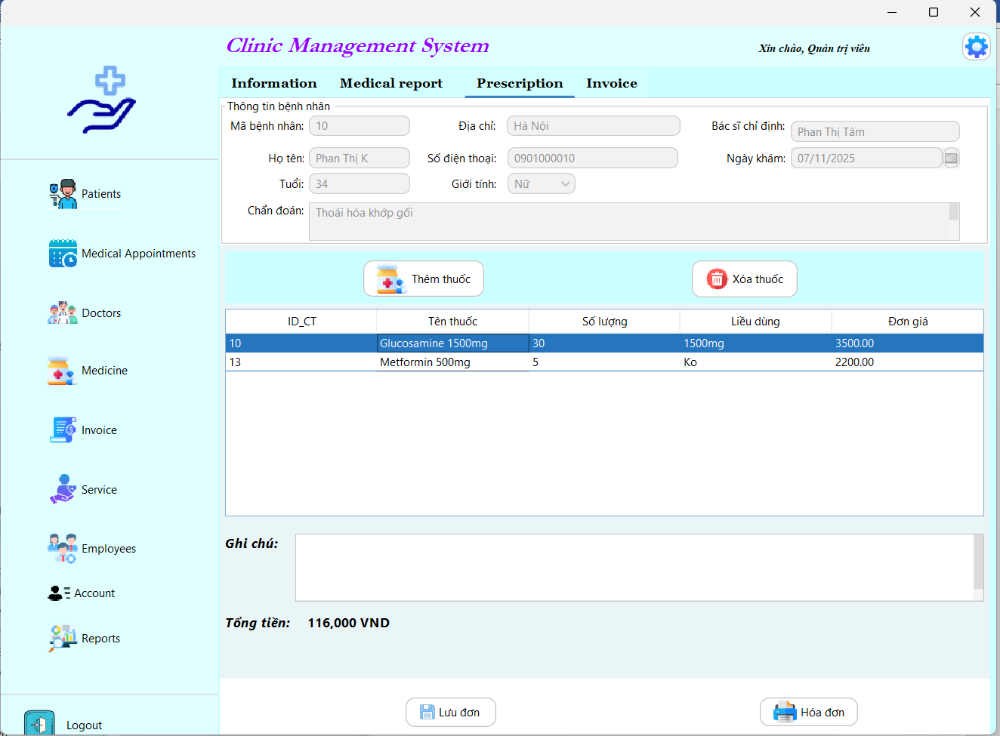 Clinic Management System
Xin chào, Quản trị viên
Information Medical report Prescription Invoice
Thông tin bệnh nhân
Mã bệnh nhân: 10 Địa chỉ: Hà Nội Bác sĩ chỉ định: Phan Thị Tâm
Họ tên: Phan Thị K Số điện thoại: 0901000010 Ngày khám: 07/11/2025
Tuổi: 34 Giới tính: Nữ
Chẩn đoán: Thoái hóa khớp gối
Patients
Medical Appointments
Doctors
Medicine
Invoice
Service
Employees
Account
Reports
Logout
Thêm thuốc Xóa thuốc
ID_CT Tên thuốc Số lượng Liều dùng Đơn giá
10 Glucosamine 1500mg 30 1500mg 3500.00
13 Metformin 500mg 5 Ko 2200.00
Ghi chú:
Tổng tiền: 116,000 VND
Lưu đơn Hóa đơn